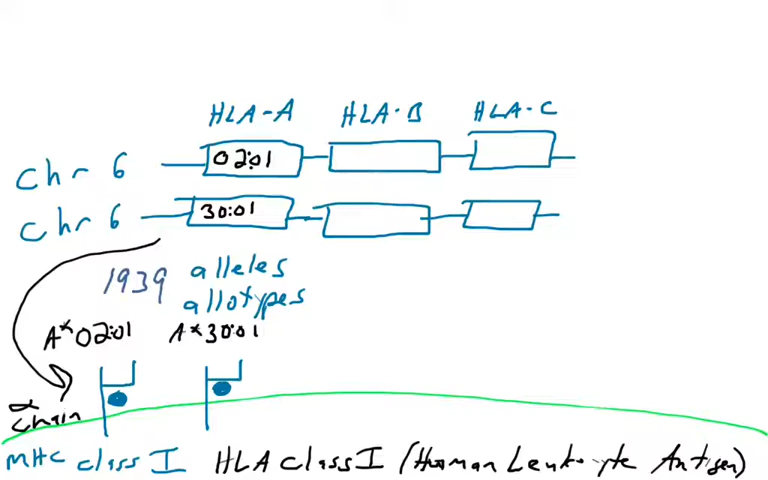 HLA-A HLA-B HLA-C
chr 6 02:01
chr 6 30:01
1939 alleles
allotypes
A*02:01 A*30:01
α
chain
MHC class I HLA class I (Human Leukocyte Antigen)